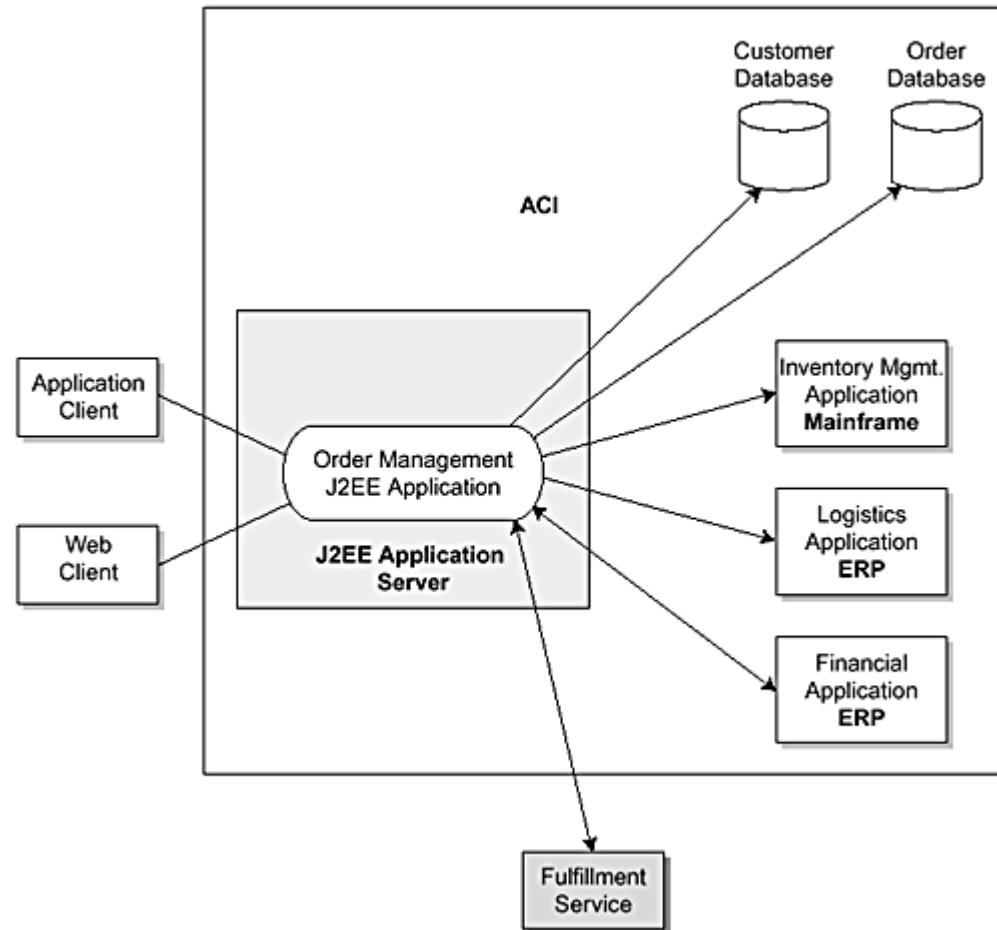 Customer
Database
Order
Database
ACI
Application
Client
Web
Client
Order Management
J2EE Application
J2EE Application
Server
Inventory Mgmt.
Application
Mainframe
Logistics
Application
ERP
Financial
Application
ERP
Fulfillment
Service